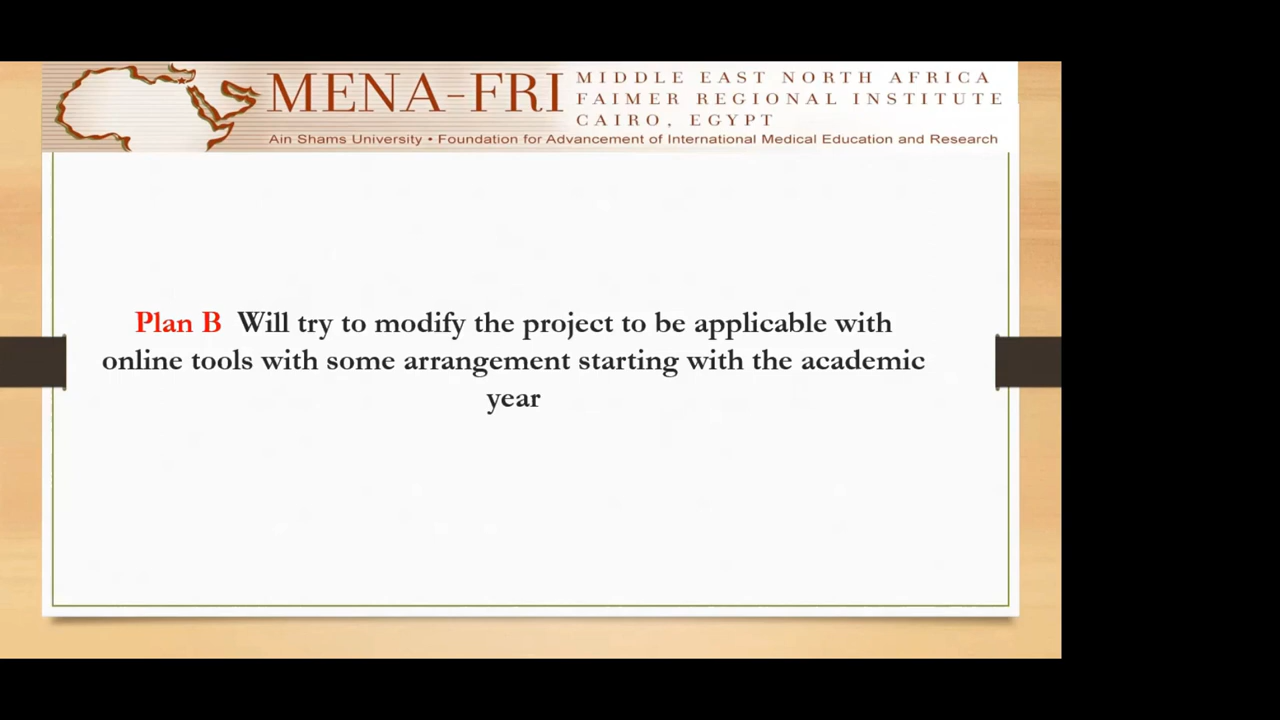 MENA-FRI
MIDDLE EAST NORTH AFRICA
FAIMER REGIONAL INSTITUTE
CAIRO, EGYPT
Ain Shams University • Foundation for Advancement of International Medical Education and Research
Plan B Will try to modify the project to be applicable with
online tools with some arrangement starting with the academic
year